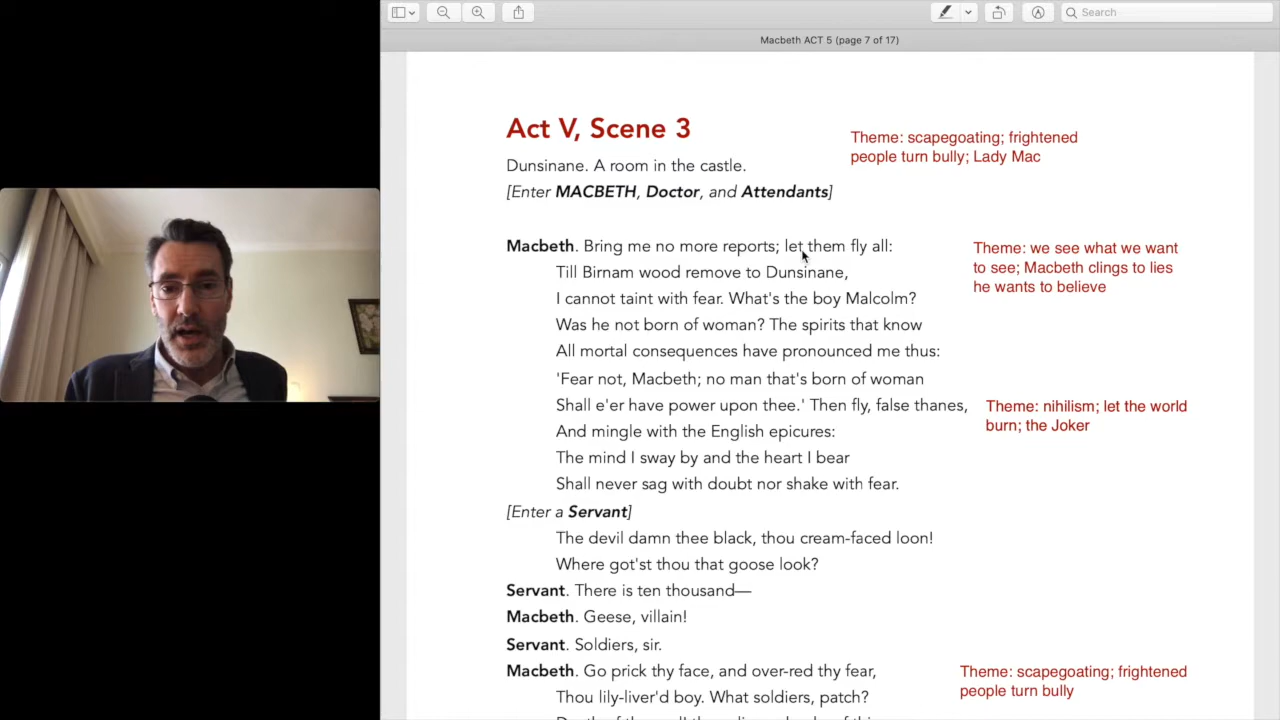 Search
Macbeth ACT 5 (page 7 of 17)
Act V, Scene 3
Theme: scapegoating; frightened
people turn bully; Lady Mac
Dunsinane. A room in the castle.
[Enter MACBETH, Doctor, and Attendants]
Macbeth. Bring me no more reports; let them fly all:
Till Birnam wood remove to Dunsinane,
I cannot taint with fear. What's the boy Malcolm?
Was he not born of woman? The spirits that know
All mortal consequences have pronounced me thus:
'Fear not, Macbeth; no man that's born of woman
Shall e'er have power upon thee.' Then fly, false thanes,
And mingle with the English epicures:
The mind I sway by and the heart I bear
Shall never sag with doubt nor shake with fear.
Theme: we see what we want
to see; Macbeth clings to lies
he wants to believe
Theme: nihilism; let the world
burn; the Joker
[Enter a Servant]
The devil damn thee black, thou cream-faced loon!
Where got'st thou that goose look?
Servant. There is ten thousand—
Macbeth. Geese, villain!
Servant. Soldiers, sir.
Macbeth. Go prick thy face, and over-red thy fear,
Thou lily-liver'd boy. What soldiers, patch?
Theme: scapegoating; frightened
people turn bully